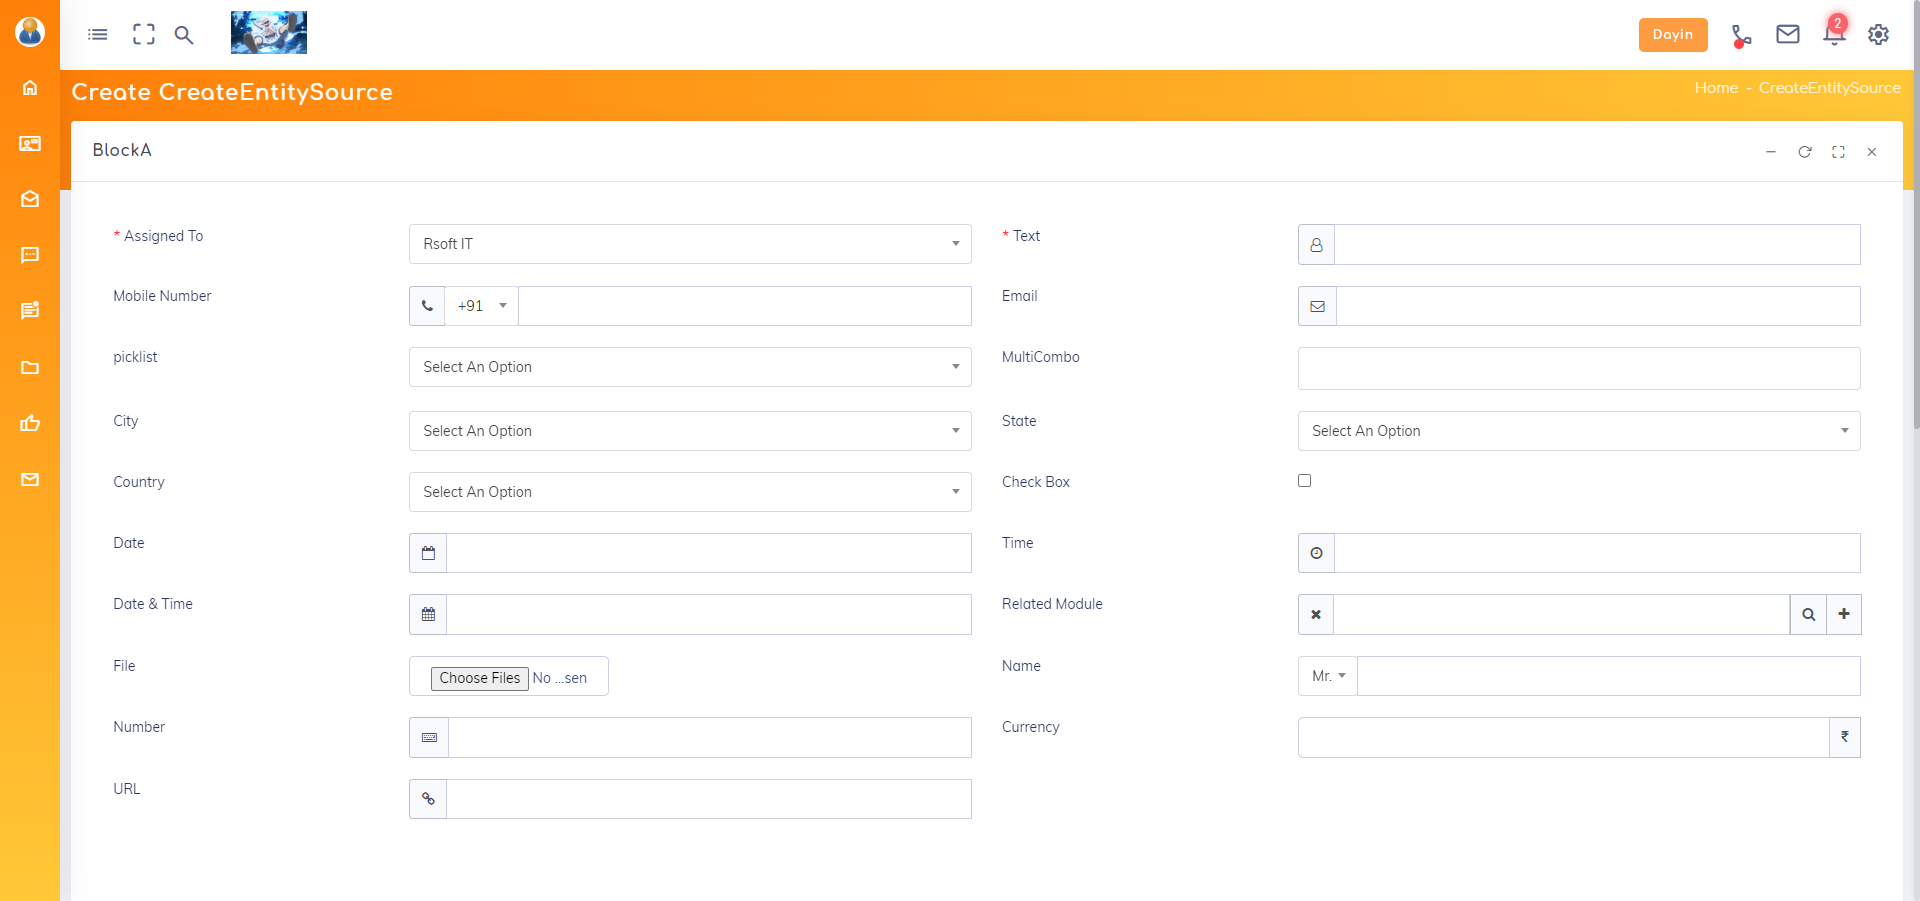 Dayin
2
Create CreateEntitySource
Home - CreateEntitySource
BlockA
* Assigned To
Rsoft IT
* Text
Mobile Number
+91
Email
picklist
Select An Option
MultiCombo
City
Select An Option
State
Select An Option
Country
Select An Option
Check Box
Date
Time
Date & Time
Related Module
File
Choose Files No ...sen
Name
Mr.
Number
Currency
₹
URL